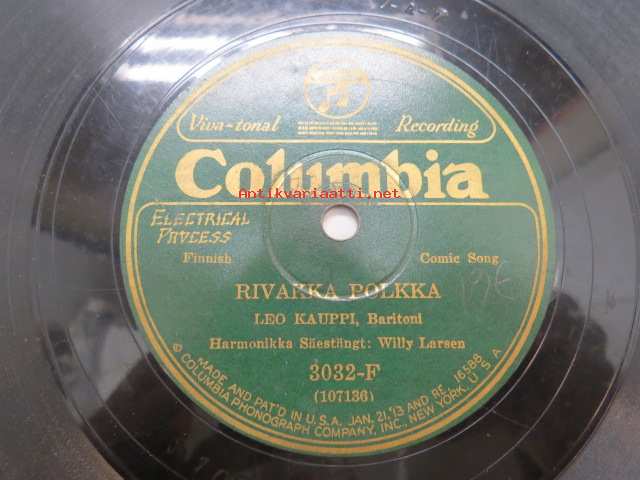 Viva-tonal Recording
Columbia
Antikvariaatti.net
ELECTRICAL
PROCESS
Finnish Comic Song
RIVAKKA POLKKA
LEO KAUPPI, Baritoni
Harmonikka Säestängt: Willy Larsen
3032-F
(107136)
MADE AND PAT'D IN U.S.A. JAN. 21, '13 AND RE 16588
© COLUMBIA PHONOGRAPH COMPANY, INC. NEW YORK, U S A